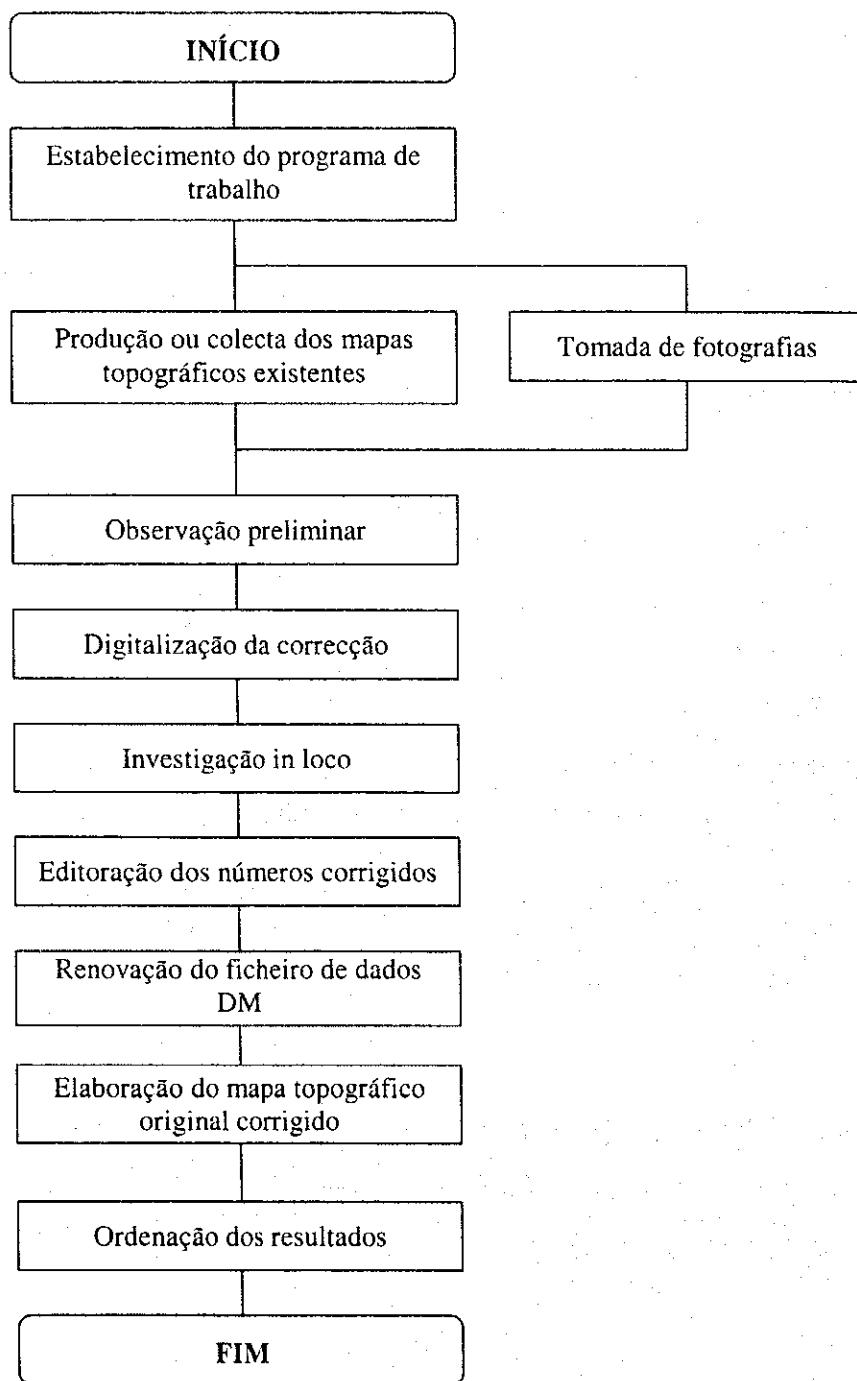 INÍCIO
Estabelecimento do programa de
trabalho
Produção ou colecta dos mapas
topográficos existentes
Tomada de fotografias
Observação preliminar
Digitalização da correcção
Investigação in loco
Editoração dos números corrigidos
Renovação do ficheiro de dados
DM
Elaboração do mapa topográfico
original corrigido
Ordenação dos resultados
FIM